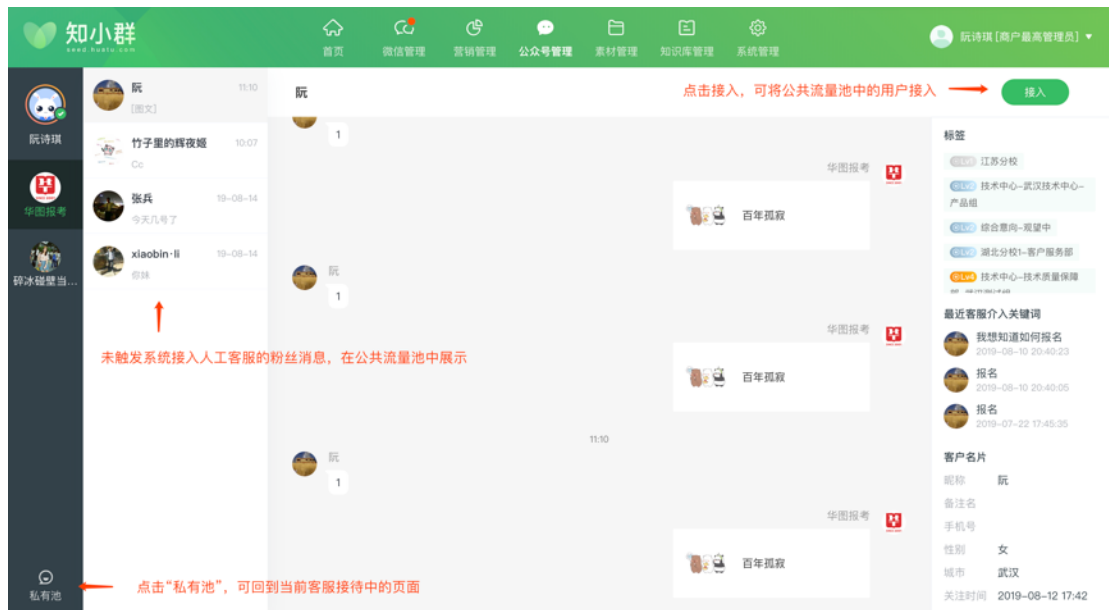 知小群
seed.huatu.com
首页
微信管理
营销管理
公众号管理
素材管理
知识库管理
系统管理
阮诗琪 [商户最高管理员]
阮诗琪
华图报考
碎冰碰壁当...
私有池
阮
11:10
[图文]
竹子里的辉夜姬
10:07
Cc
张兵
19-08-14
今天几号了
xiaobin·li
19-08-14
你妹
未触发系统接入人工客服的粉丝消息，在公共流量池中展示
点击“私有池”，可回到当前客服接待中的页面
阮
点击接入，可将公共流量池中的用户接入
接入
1
华图报考
百年孤寂
阮
1
华图报考
百年孤寂
11:10
阮
1
华图报考
百年孤寂
标签
江苏分校
Lv2 技术中心-武汉技术中心-
产品组
Lv2 综合意向-观望中
Lv2 湖北分校1-客户服务部
Lv4 技术中心-技术质量保障
最近客服介入关键词
我想知道如何报名
2019-08-10 20:40:23
报名
2019-08-10 20:40:05
报名
2019-07-22 17:45:35
客户名片
昵称 阮
备注名
手机号
性别 女
城市 武汉
关注时间 2019-08-12 17:42